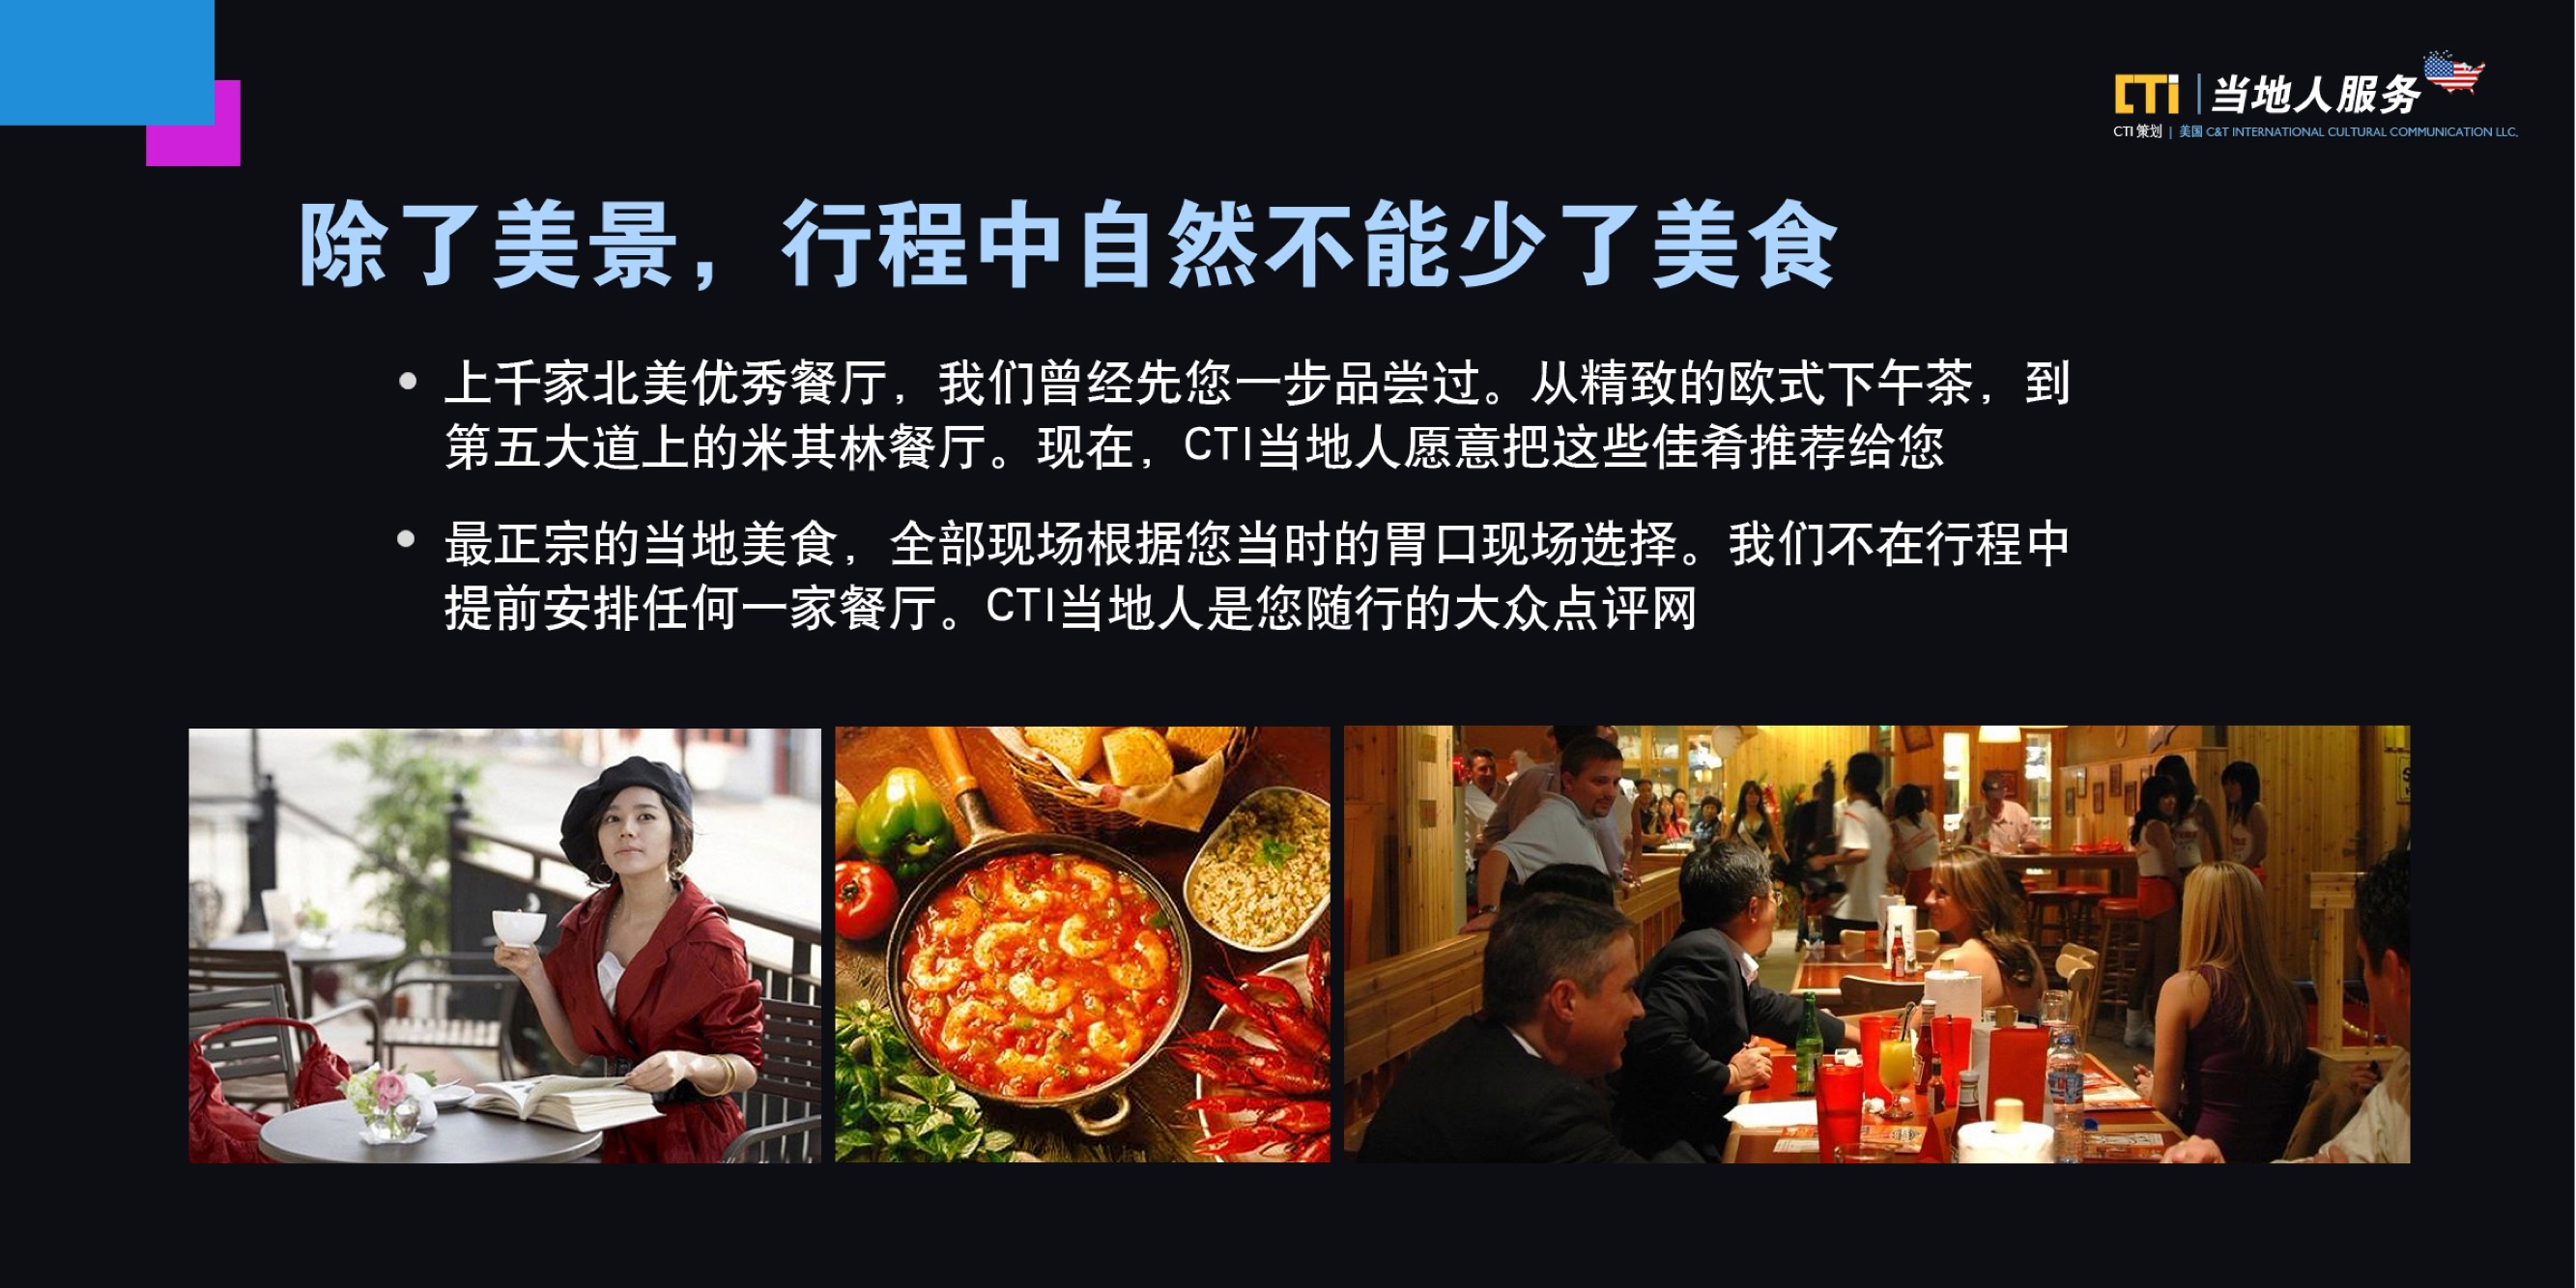 CTi 当地人服务
CTI 策划 | 美国 C&T INTERNATIONAL CULTURAL COMMUNICATION LLC.
除了美景，行程中自然不能少了美食
• 上千家北美优秀餐厅，我们曾经先您一步品尝过。从精致的欧式下午茶，到
第五大道上的米其林餐厅。现在，CTI当地人愿意把这些佳肴推荐给您
• 最正宗的当地美食，全部现场根据您当时的胃口现场选择。我们不在行程中
提前安排任何一家餐厅。CTI当地人是您随行的大众点评网